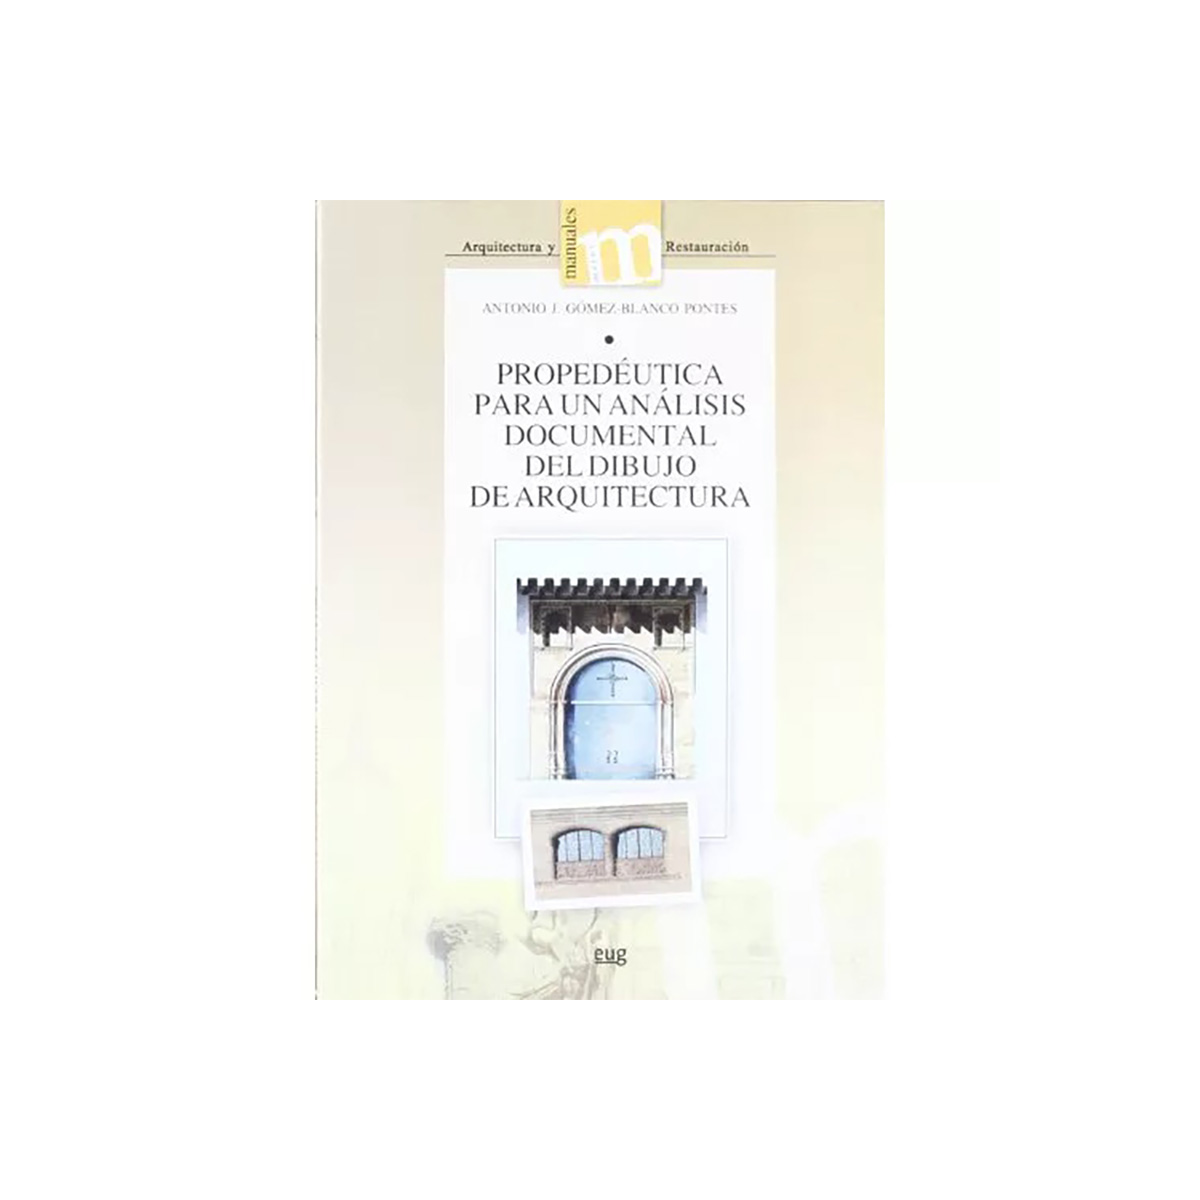 manuales
m
Arquitectura y
Restauración
ANTONIO J. GÓMEZ-BLANCO PONTES
PROPEDÉUTICA
PARA UN ANÁLISIS
DOCUMENTAL
DEL DIBUJO
DE ARQUITECTURA
eug